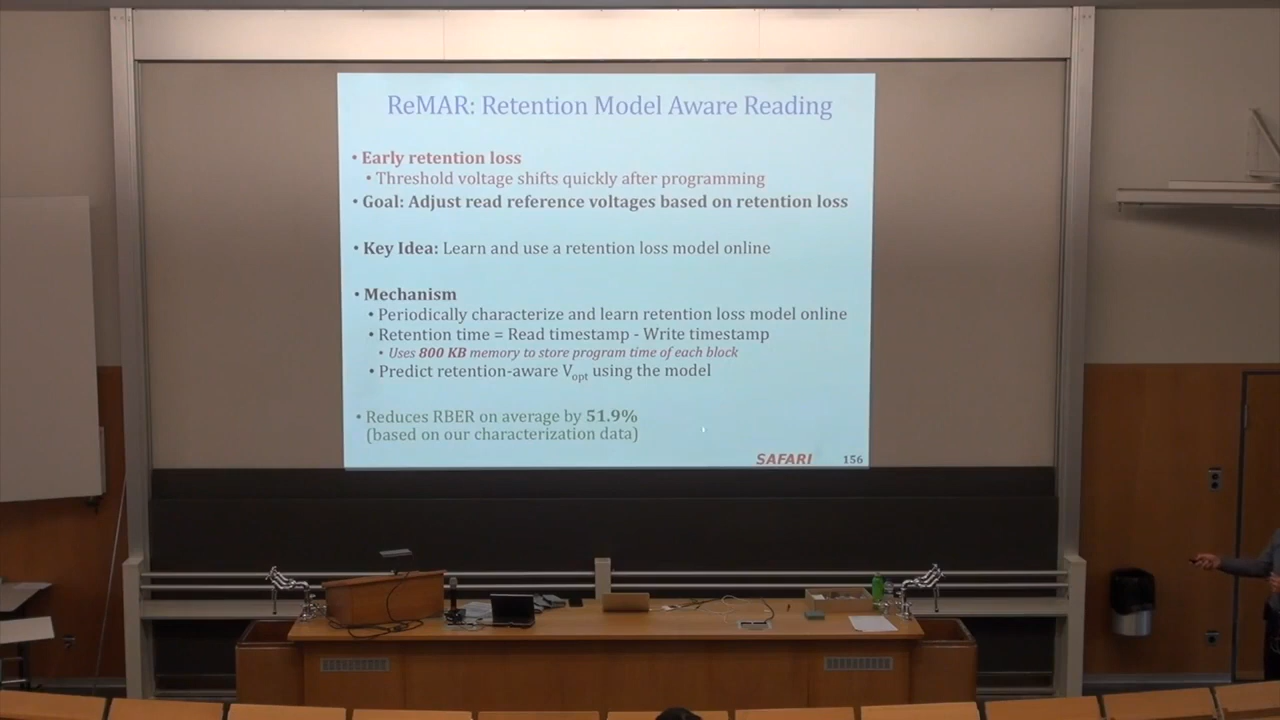 ReMAR: Retention Model Aware Reading
• Early retention loss
• Threshold voltage shifts quickly after programming
• Goal: Adjust read reference voltages based on retention loss
• Key Idea: Learn and use a retention loss model online
• Mechanism
• Periodically characterize and learn retention loss model online
• Retention time = Read timestamp - Write timestamp
• Uses 800 KB memory to store program time of each block
• Predict retention-aware Vopt using the model
• Reduces RBER on average by 51.9%
(based on our characterization data)
SAFARI 156